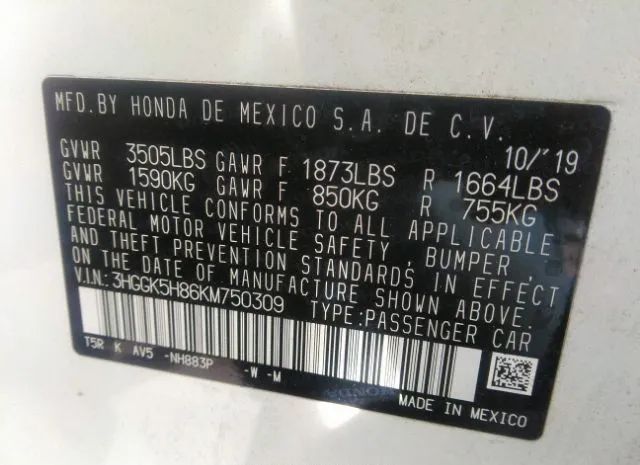 MFD.BY HONDA DE MEXICO S.A. DE C.V.
10/'19
GVWR 3505LBS GAWR F 1873LBS R 1664LBS
GVWR 1590KG GAWR F 850KG R 755KG
THIS VEHICLE CONFORMS TO ALL APPLICABLE
FEDERAL MOTOR VEHICLE SAFETY , BUMPER ,
AND THEFT PREVENTION STANDARDS IN EFFECT
ON THE DATE OF MANUFACTURE SHOWN ABOVE.
V.I.N.: 3HGGK5H86KM750309 TYPE:PASSENGER CAR
T5R K AV5 -NH883P -W -M
MADE IN MEXICO